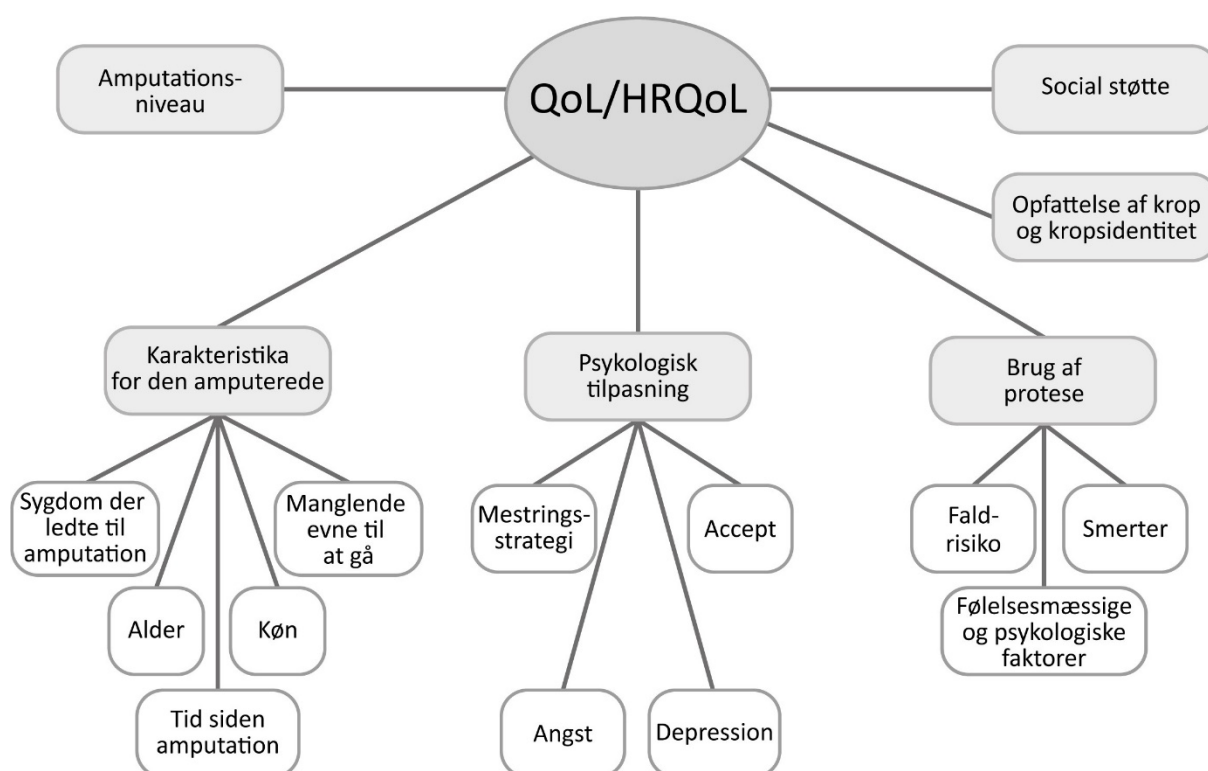 QoL/HRQoL
Amputations-
niveau
Social støtte
Opfattelse af krop
og kropsidentitet
Karakteristika
for den amputerede
Psykologisk
tilpasning
Brug af
protese
Sygdom der
ledte til
amputation
Manglende
evne til
at gå
Alder
Køn
Tid siden
amputation
Mestrings-
strategi
Accept
Angst
Depression
Fald-
risiko
Smerter
Følelsesmæssige
og psykologiske
faktorer